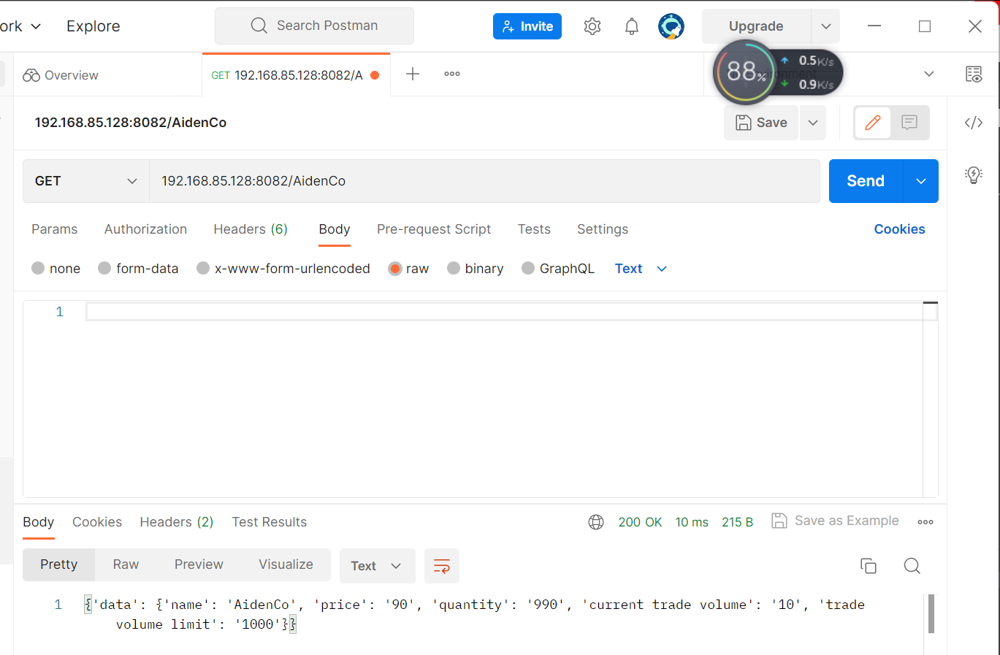 ork Explore Search Postman Invite Upgrade
88% 0.5K/s
0.9K/s
Overview GET 192.168.85.128:8082/A
192.168.85.128:8082/AidenCo Save
GET 192.168.85.128:8082/AidenCo Send
Params Authorization Headers (6) Body Pre-request Script Tests Settings Cookies
none form-data x-www-form-urlencoded raw binary GraphQL Text
1
Body Cookies Headers (2) Test Results 200 OK 10 ms 215 B Save as Example
Pretty Raw Preview Visualize Text
1 {'data': {'name': 'AidenCo', 'price': '90', 'quantity': '990', 'current trade volume': '10', 'trade
volume limit': '1000'}}